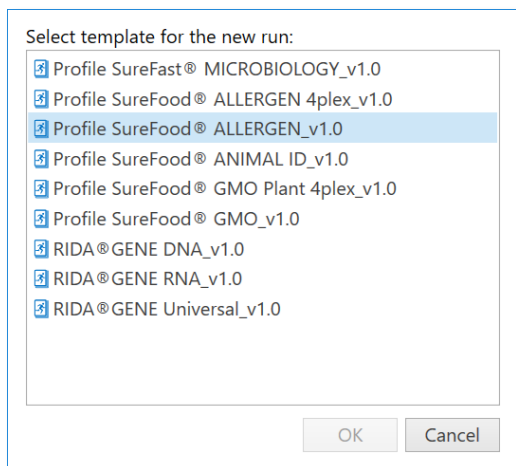 Select template for the new run:
Profile SureFast® MICROBIOLOGY_v1.0
Profile SureFood® ALLERGEN 4plex_v1.0
Profile SureFood® ALLERGEN_v1.0
Profile SureFood® ANIMAL ID_v1.0
Profile SureFood® GMO Plant 4plex_v1.0
Profile SureFood® GMO_v1.0
RIDA®GENE DNA_v1.0
RIDA®GENE RNA_v1.0
RIDA®GENE Universal_v1.0
OK Cancel